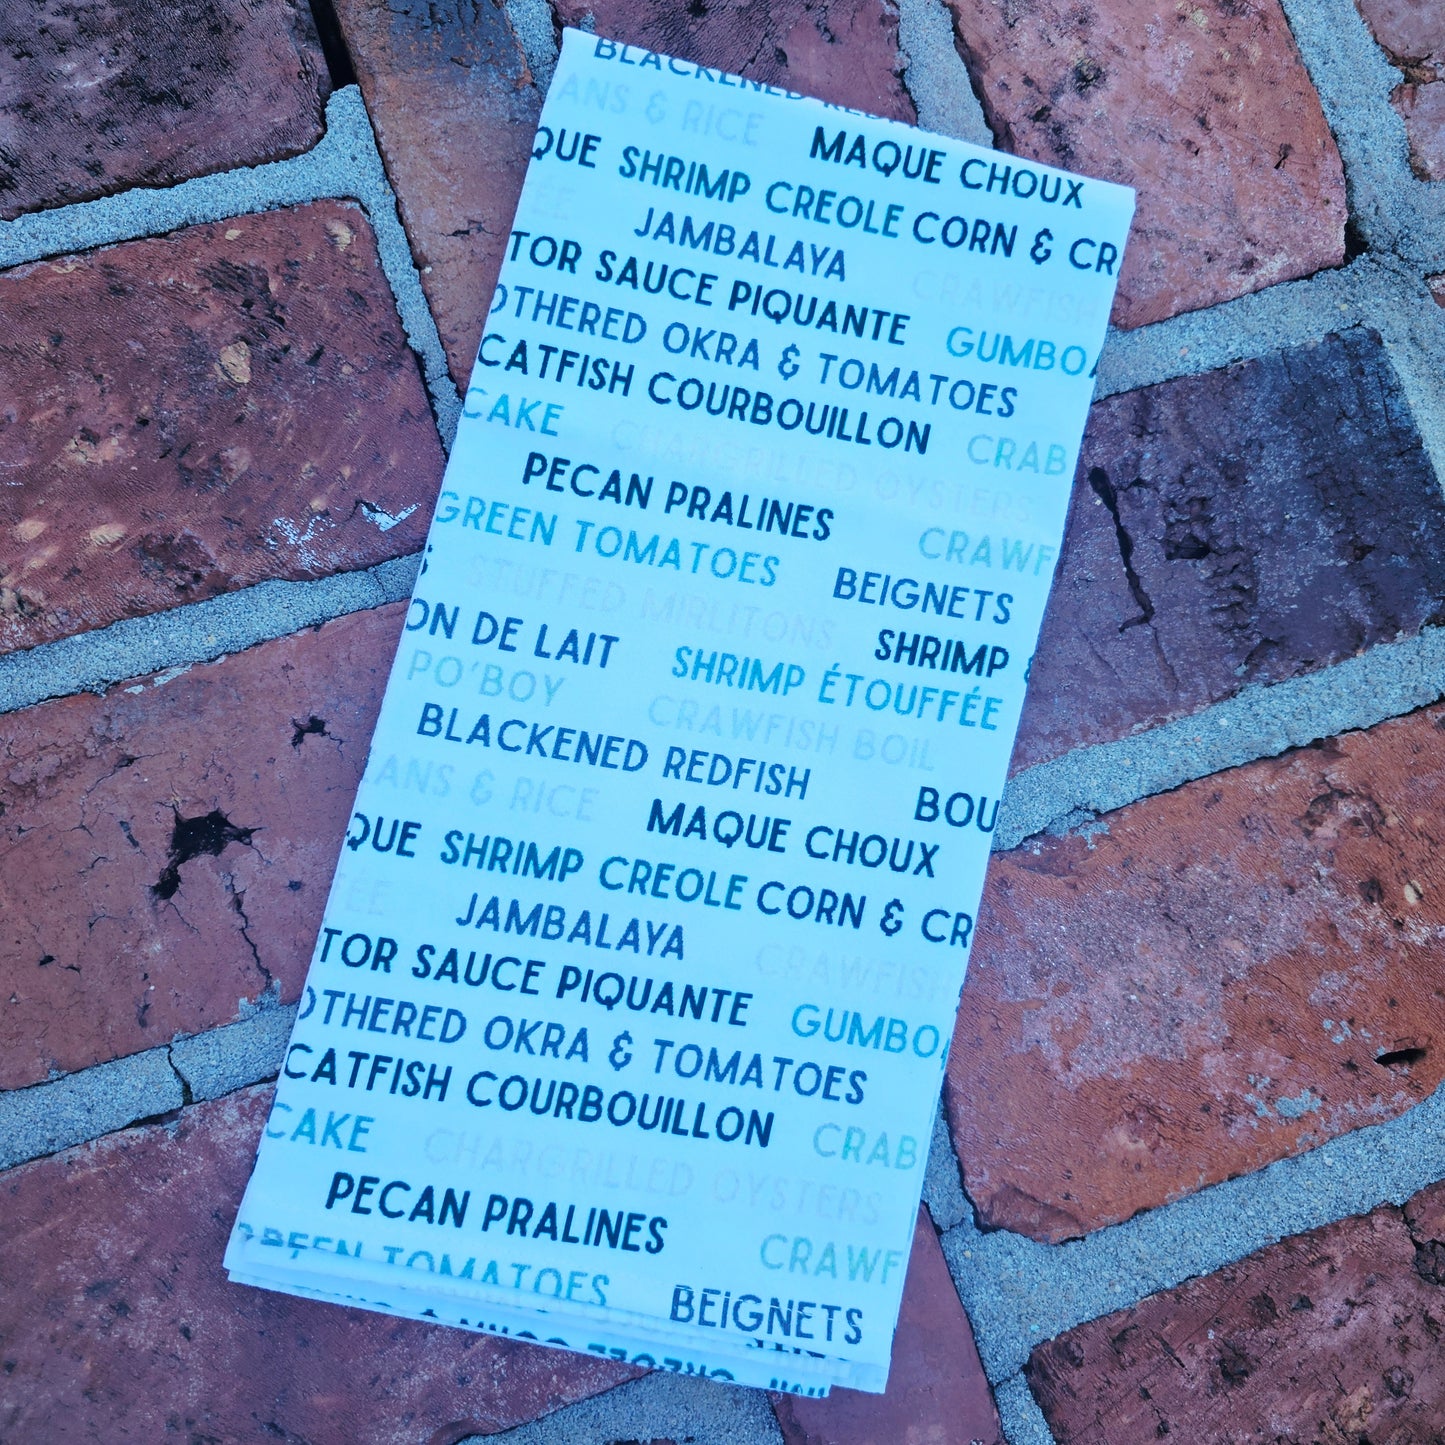 BLACKENED RED
ANS & RICE MAQUE CHOUX
QUE SHRIMP CREOLE CORN & CR
ÉE JAMBALAYA CRAWFISH
TOR SAUCE PIQUANTE GUMBO
OTHERED OKRA & TOMATOES
CATFISH COURBOUILLON CRAB
CAKE CHARGRILLED OYSTERS
PECAN PRALINES CRAWF
GREEN TOMATOES BEIGNETS
STUFFED MIRLITONS SHRIMP &
ON DE LAIT SHRIMP ÉTOUFFÉE
PO'BOY CRAWFISH BOIL
BLACKENED REDFISH BOU
ANS & RICE MAQUE CHOUX
QUE SHRIMP CREOLE CORN & CR
ÉE JAMBALAYA CRAWFISH
TOR SAUCE PIQUANTE GUMBO
OTHERED OKRA & TOMATOES
CATFISH COURBOUILLON CRAB
CAKE CHARGRILLED OYSTERS
PECAN PRALINES CRAWF
GREEN TOMATOES BEIGNETS